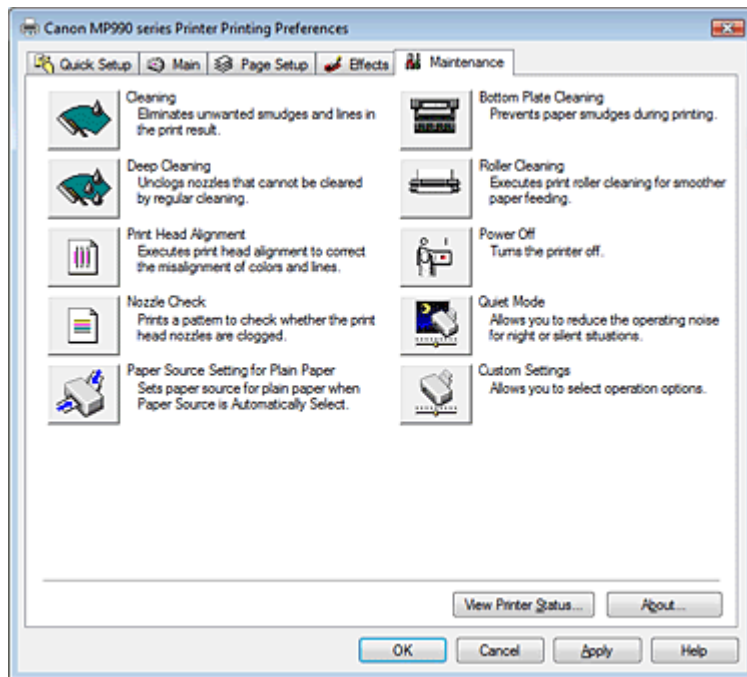 Canon MP990 series Printer Printing Preferences
Quick Setup
Main
Page Setup
Effects
Maintenance
Cleaning
Eliminates unwanted smudges and lines in
the print result.
Deep Cleaning
Unclogs nozzles that cannot be cleared
by regular cleaning.
Print Head Alignment
Executes print head alignment to correct
the misalignment of colors and lines.
Nozzle Check
Prints a pattern to check whether the print
head nozzles are clogged.
Paper Source Setting for Plain Paper
Sets paper source for plain paper when
Paper Source is Automatically Select.
Bottom Plate Cleaning
Prevents paper smudges during printing.
Roller Cleaning
Executes print roller cleaning for smoother
paper feeding.
Power Off
Turns the printer off.
Quiet Mode
Allows you to reduce the operating noise
for night or silent situations.
Custom Settings
Allows you to select operation options.
View Printer Status...
About...
OK
Cancel
Apply
Help